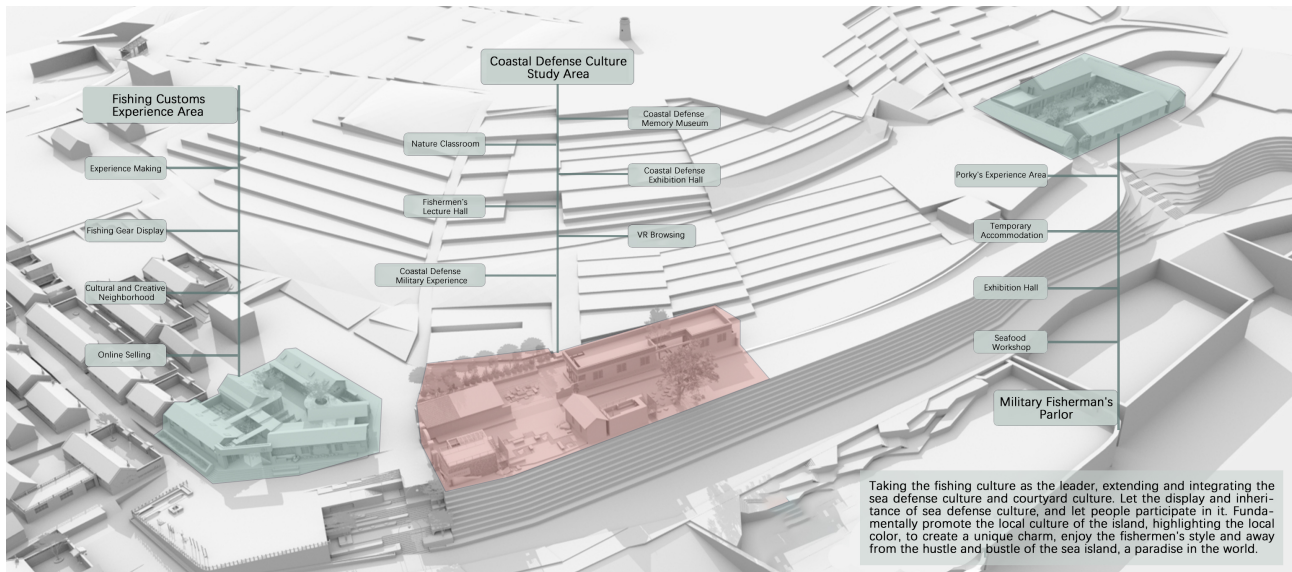 Fishing Customs
Experience Area
Experience Making
Fishing Gear Display
Cultural and Creative
Neighborhood
Online Selling
Coastal Defense Culture
Study Area
Coastal Defense
Memory Museum
Nature Classroom
Coastal Defense
Exhibition Hall
Fishermen's
Lecture Hall
VR Browsing
Coastal Defense
Military Experience
Porky's Experience Area
Temporary
Accommodation
Exhibition Hall
Seafood
Workshop
Military Fisherman's
Parlor
Taking the fishing culture as the leader, extending and integrating the
sea defense culture and courtyard culture. Let the display and inheri-
tance of sea defense culture, and let people participate in it. Funda-
mentally promote the local culture of the island, highlighting the local
color, to create a unique charm, enjoy the fishermen's style and away
from the hustle and bustle of the sea island, a paradise in the world.